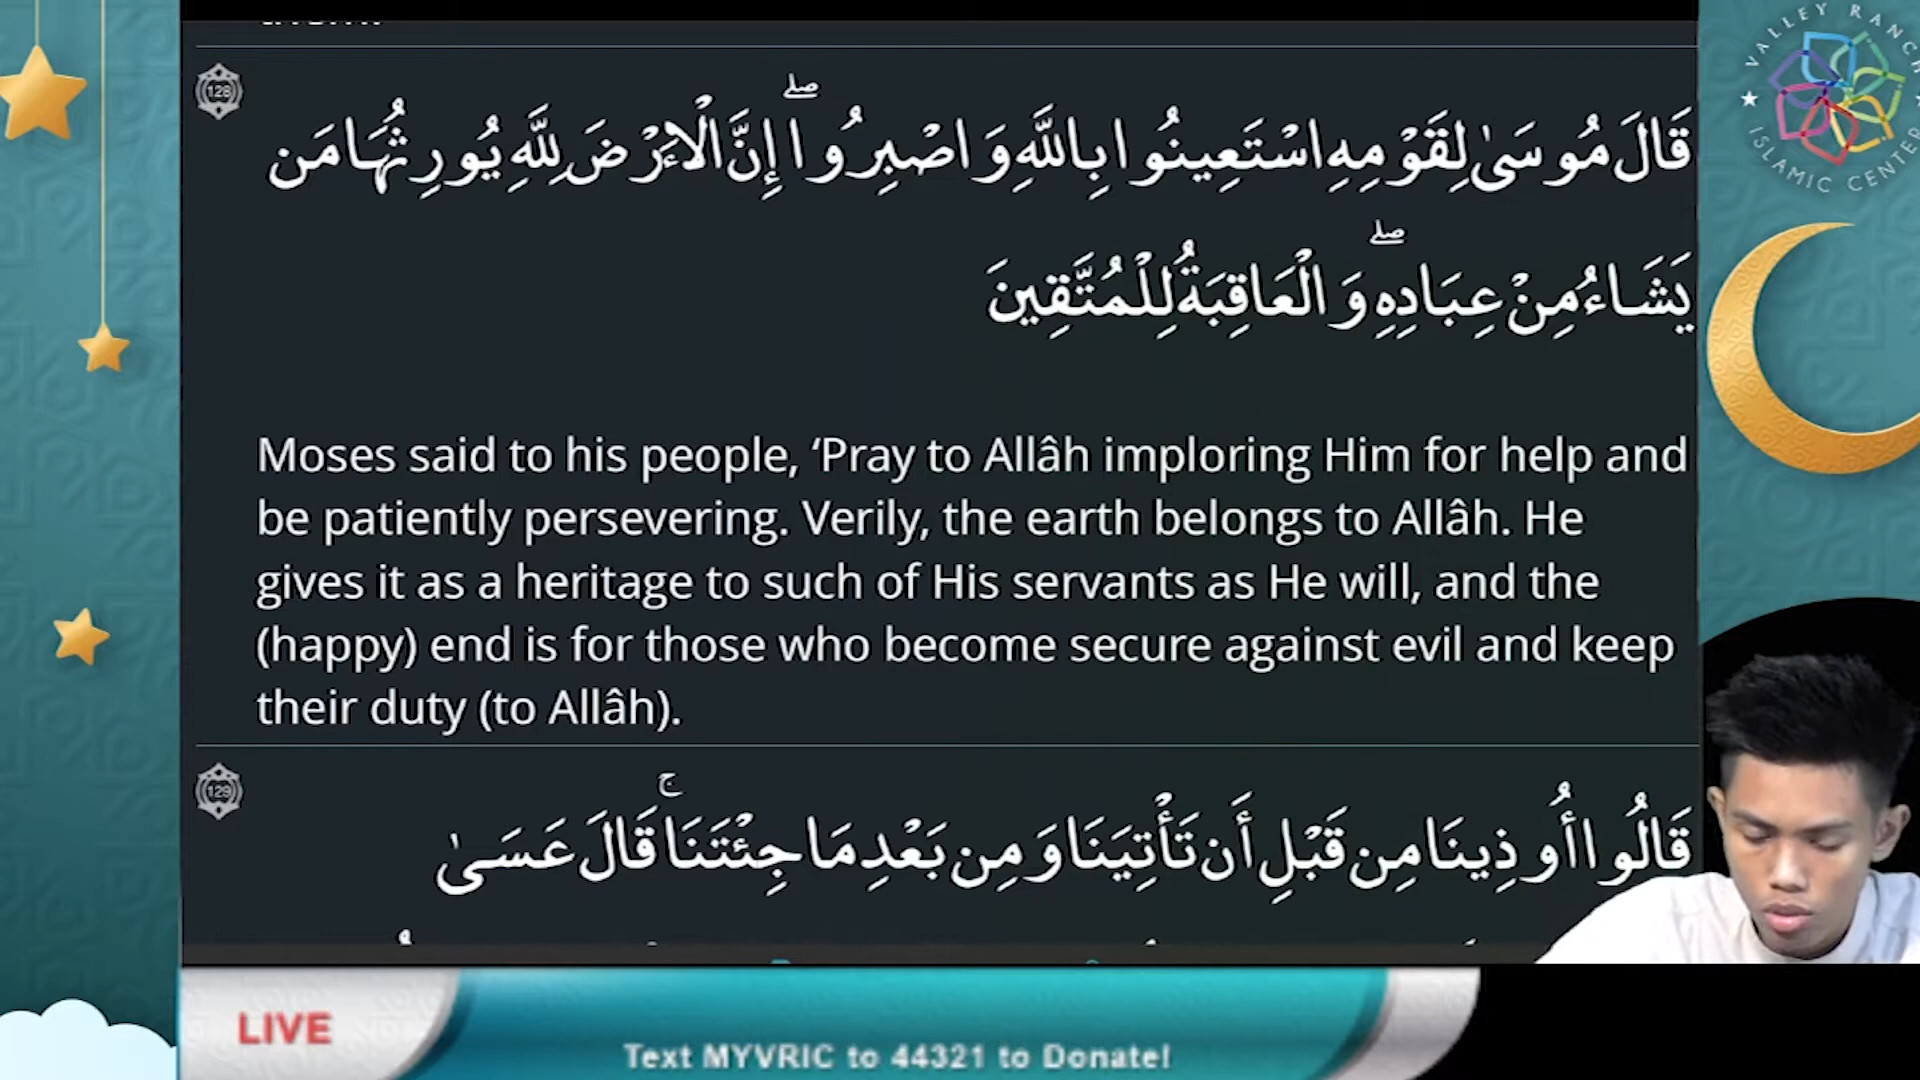 128
قَالَ مُوسَىٰ لِقَوْمِهِ اسْتَعِينُوا بِاللَّهِ وَاصْبِرُوا ۖ إِنَّ الْأَرْضَ لِلَّهِ يُورِثُهَا مَن
يَشَاءُ مِنْ عِبَادِهِ ۖ وَالْعَاقِبَةُ لِلْمُتَّقِينَ
Moses said to his people, ‘Pray to Allâh imploring Him for help and
be patiently persevering. Verily, the earth belongs to Allâh. He
gives it as a heritage to such of His servants as He will, and the
(happy) end is for those who become secure against evil and keep
their duty (to Allâh).
129
قَالُوا أُوذِينَا مِن قَبْلِ أَن تَأْتِيَنَا وَمِن بَعْدِ مَا جِئْتَنَا ۚ قَالَ عَسَىٰ
VALLEY RANCH
ISLAMIC CENTER
LIVE
Text MYVRIC to 44321 to Donate!